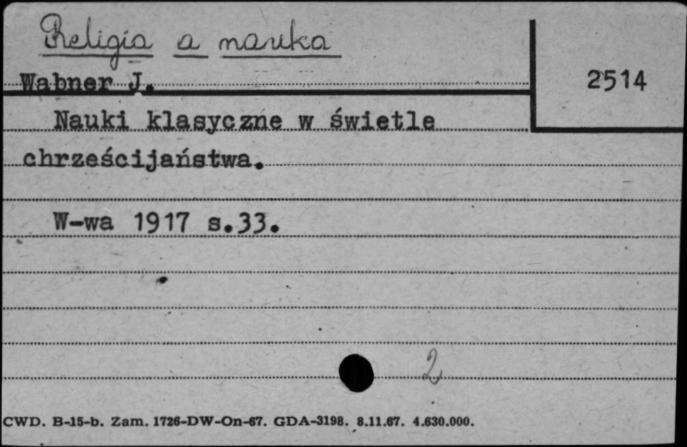 Religia a nauka
Wabner J.
2514
Nauki klasyczne w świetle
chrześcijaństwa.
W-wa 1917 s.33.
2
CWD. B-15-b. Zam. 1726-DW-On-67. GDA-3198. 8.11.67. 4.630.000.